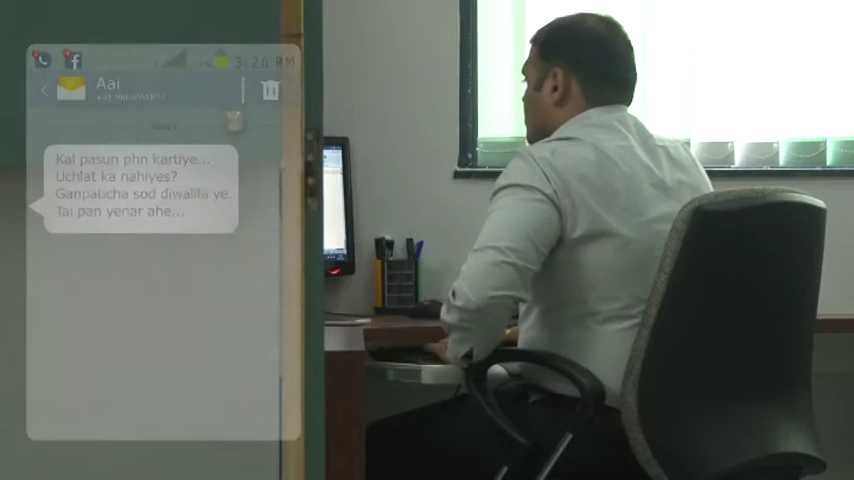 3:26 PM
Aai
Kal pasun phn kartiye...
Uchlat ka nahiyes?
Ganpaticha sod diwalila ye.
Tai pan yenar ahe...